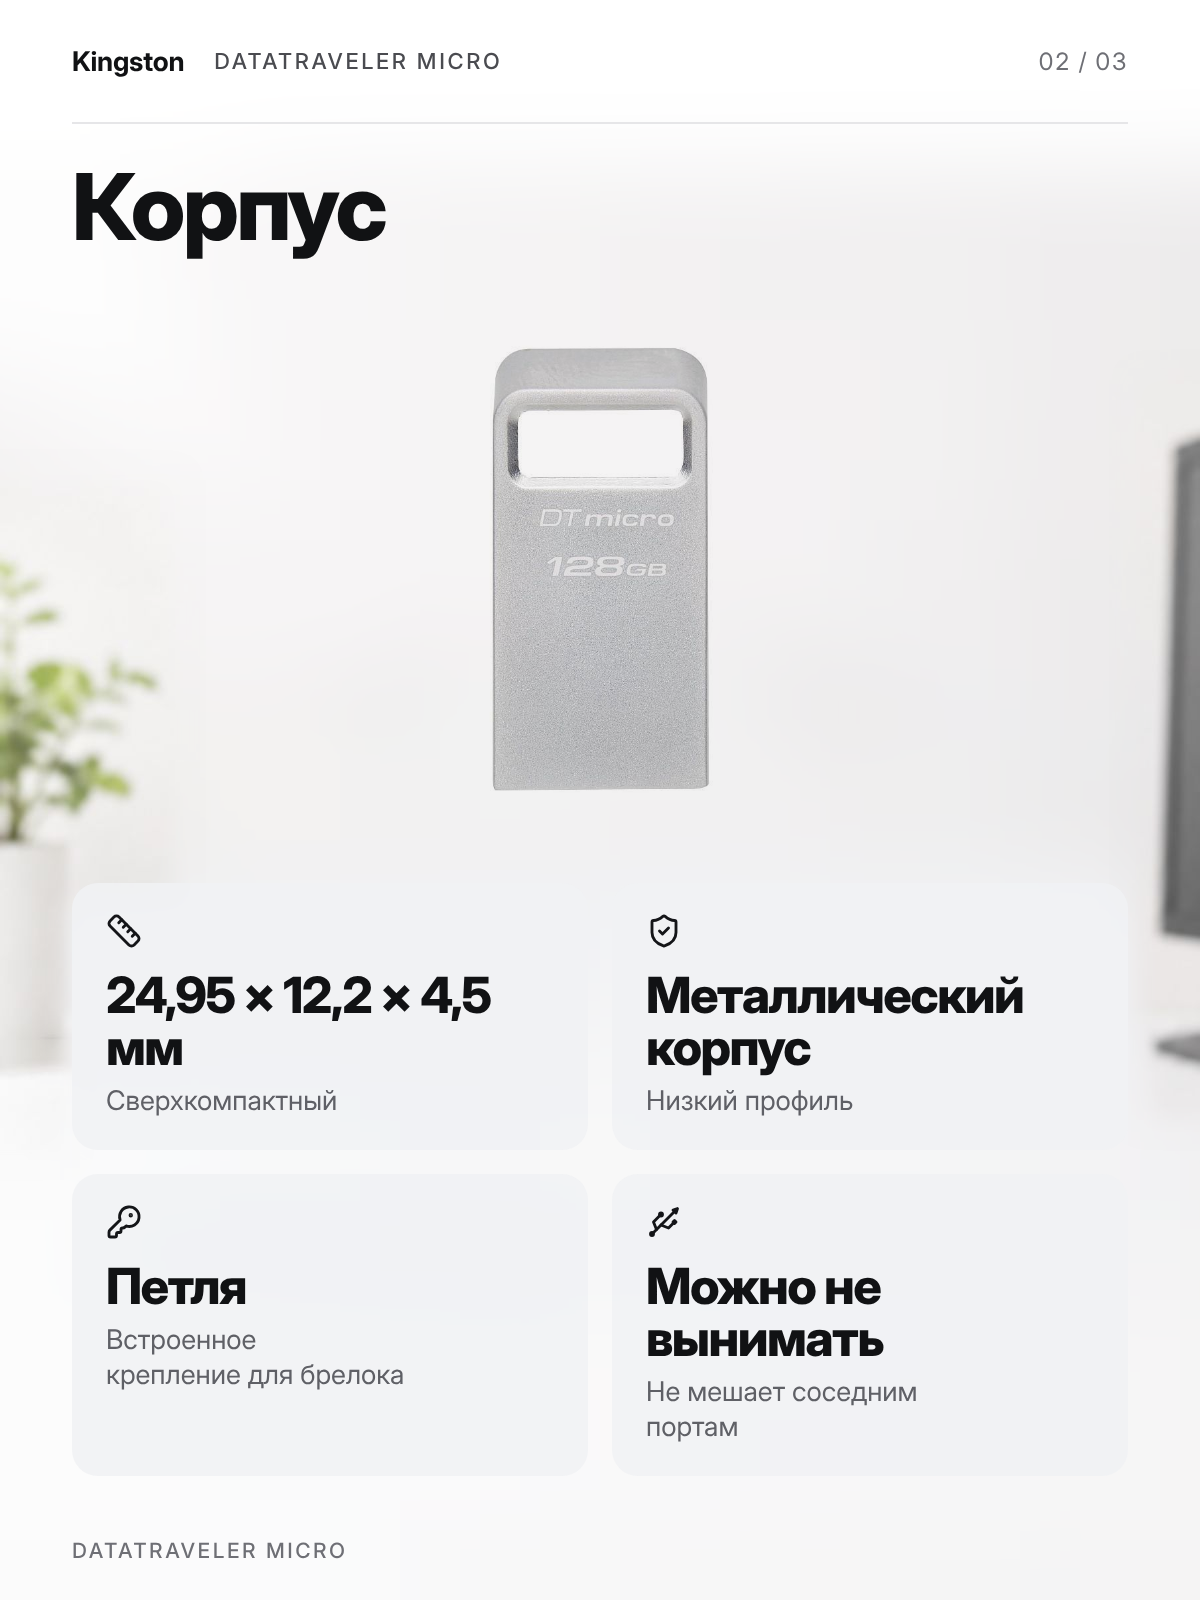 Kingston DATATRAVELER MICRO 02 / 03
Корпус
DT micro
128GB
24,95 × 12,2 × 4,5
мм
Сверхкомпактный
Металлический
корпус
Низкий профиль
Петля
Встроенное
крепление для брелока
Можно не
вынимать
Не мешает соседним
портам
DATATRAVELER MICRO